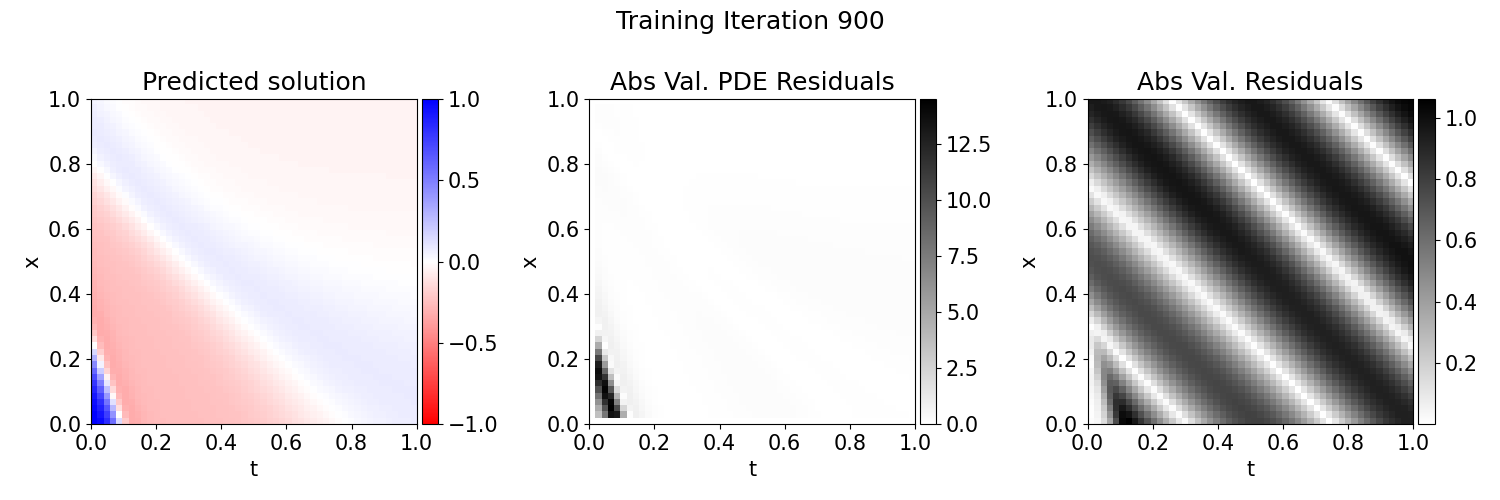 Training Iteration 900
Predicted solution
1.0
0.8
0.6
0.4
0.2
0.0
x
0.0 0.2 0.4 0.6 0.8 1.0
t
1.0
0.5
0.0
−0.5
−1.0
Abs Val. PDE Residuals
1.0
0.8
0.6
0.4
0.2
0.0
x
0.0 0.2 0.4 0.6 0.8 1.0
t
12.5
10.0
7.5
5.0
2.5
0.0
Abs Val. Residuals
1.0
0.8
0.6
0.4
0.2
0.0
x
0.0 0.2 0.4 0.6 0.8 1.0
t
1.0
0.8
0.6
0.4
0.2